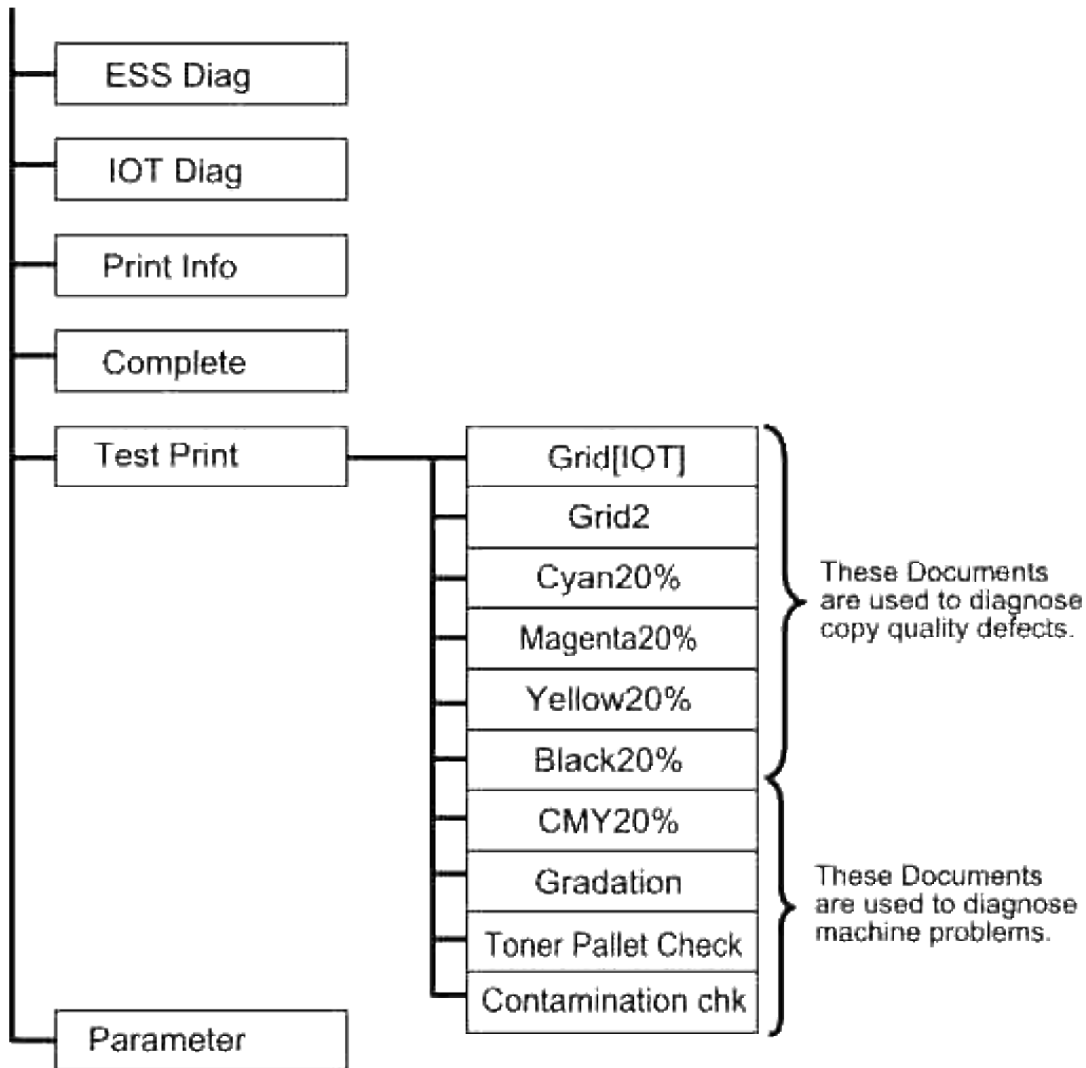 ESS Diag
IOT Diag
Print Info
Complete
Test Print
Grid[IOT]
Grid2
Cyan20%
Magenta20%
Yellow20%
Black20%
CMY20%
Gradation
Toner Pallet Check
Contamination chk
These Documents
are used to diagnose
copy quality defects.
These Documents
are used to diagnose
machine problems.
Parameter